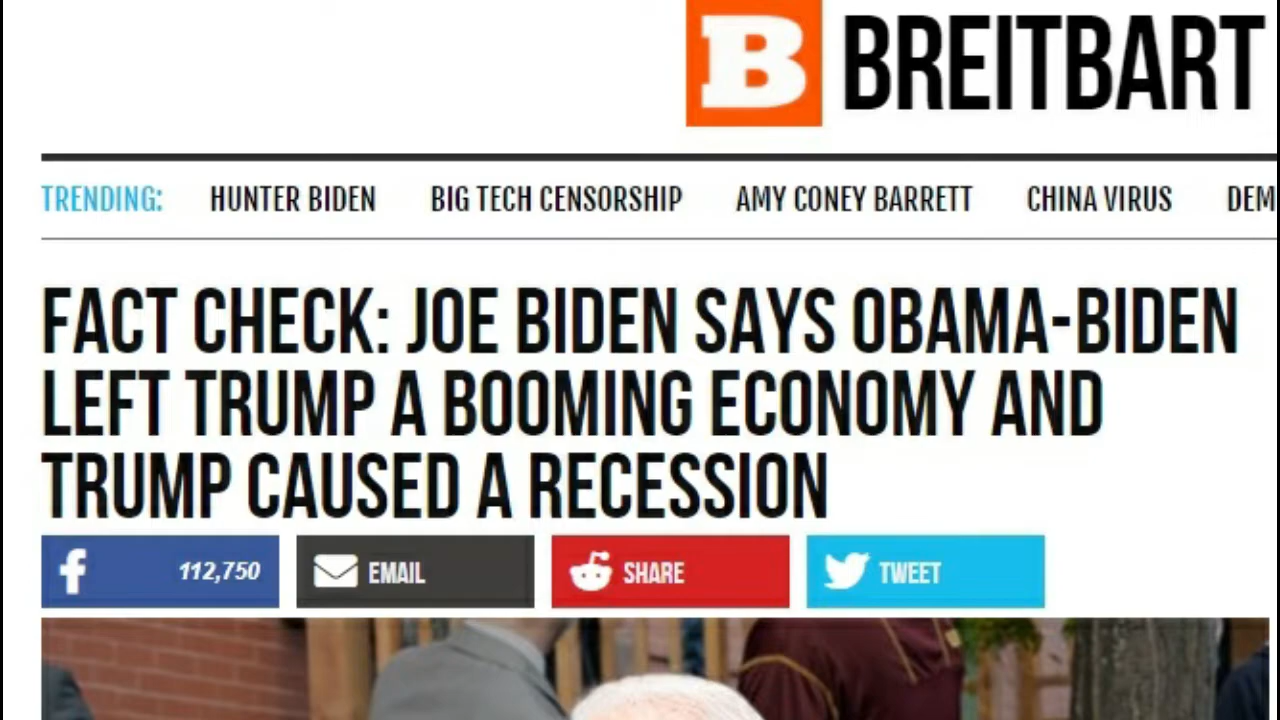 B BREITBART
TRENDING: HUNTER BIDEN BIG TECH CENSORSHIP AMY CONEY BARRETT CHINA VIRUS DEM
FACT CHECK: JOE BIDEN SAYS OBAMA-BIDEN
LEFT TRUMP A BOOMING ECONOMY AND
TRUMP CAUSED A RECESSION
f 112,750 EMAIL SHARE TWEET